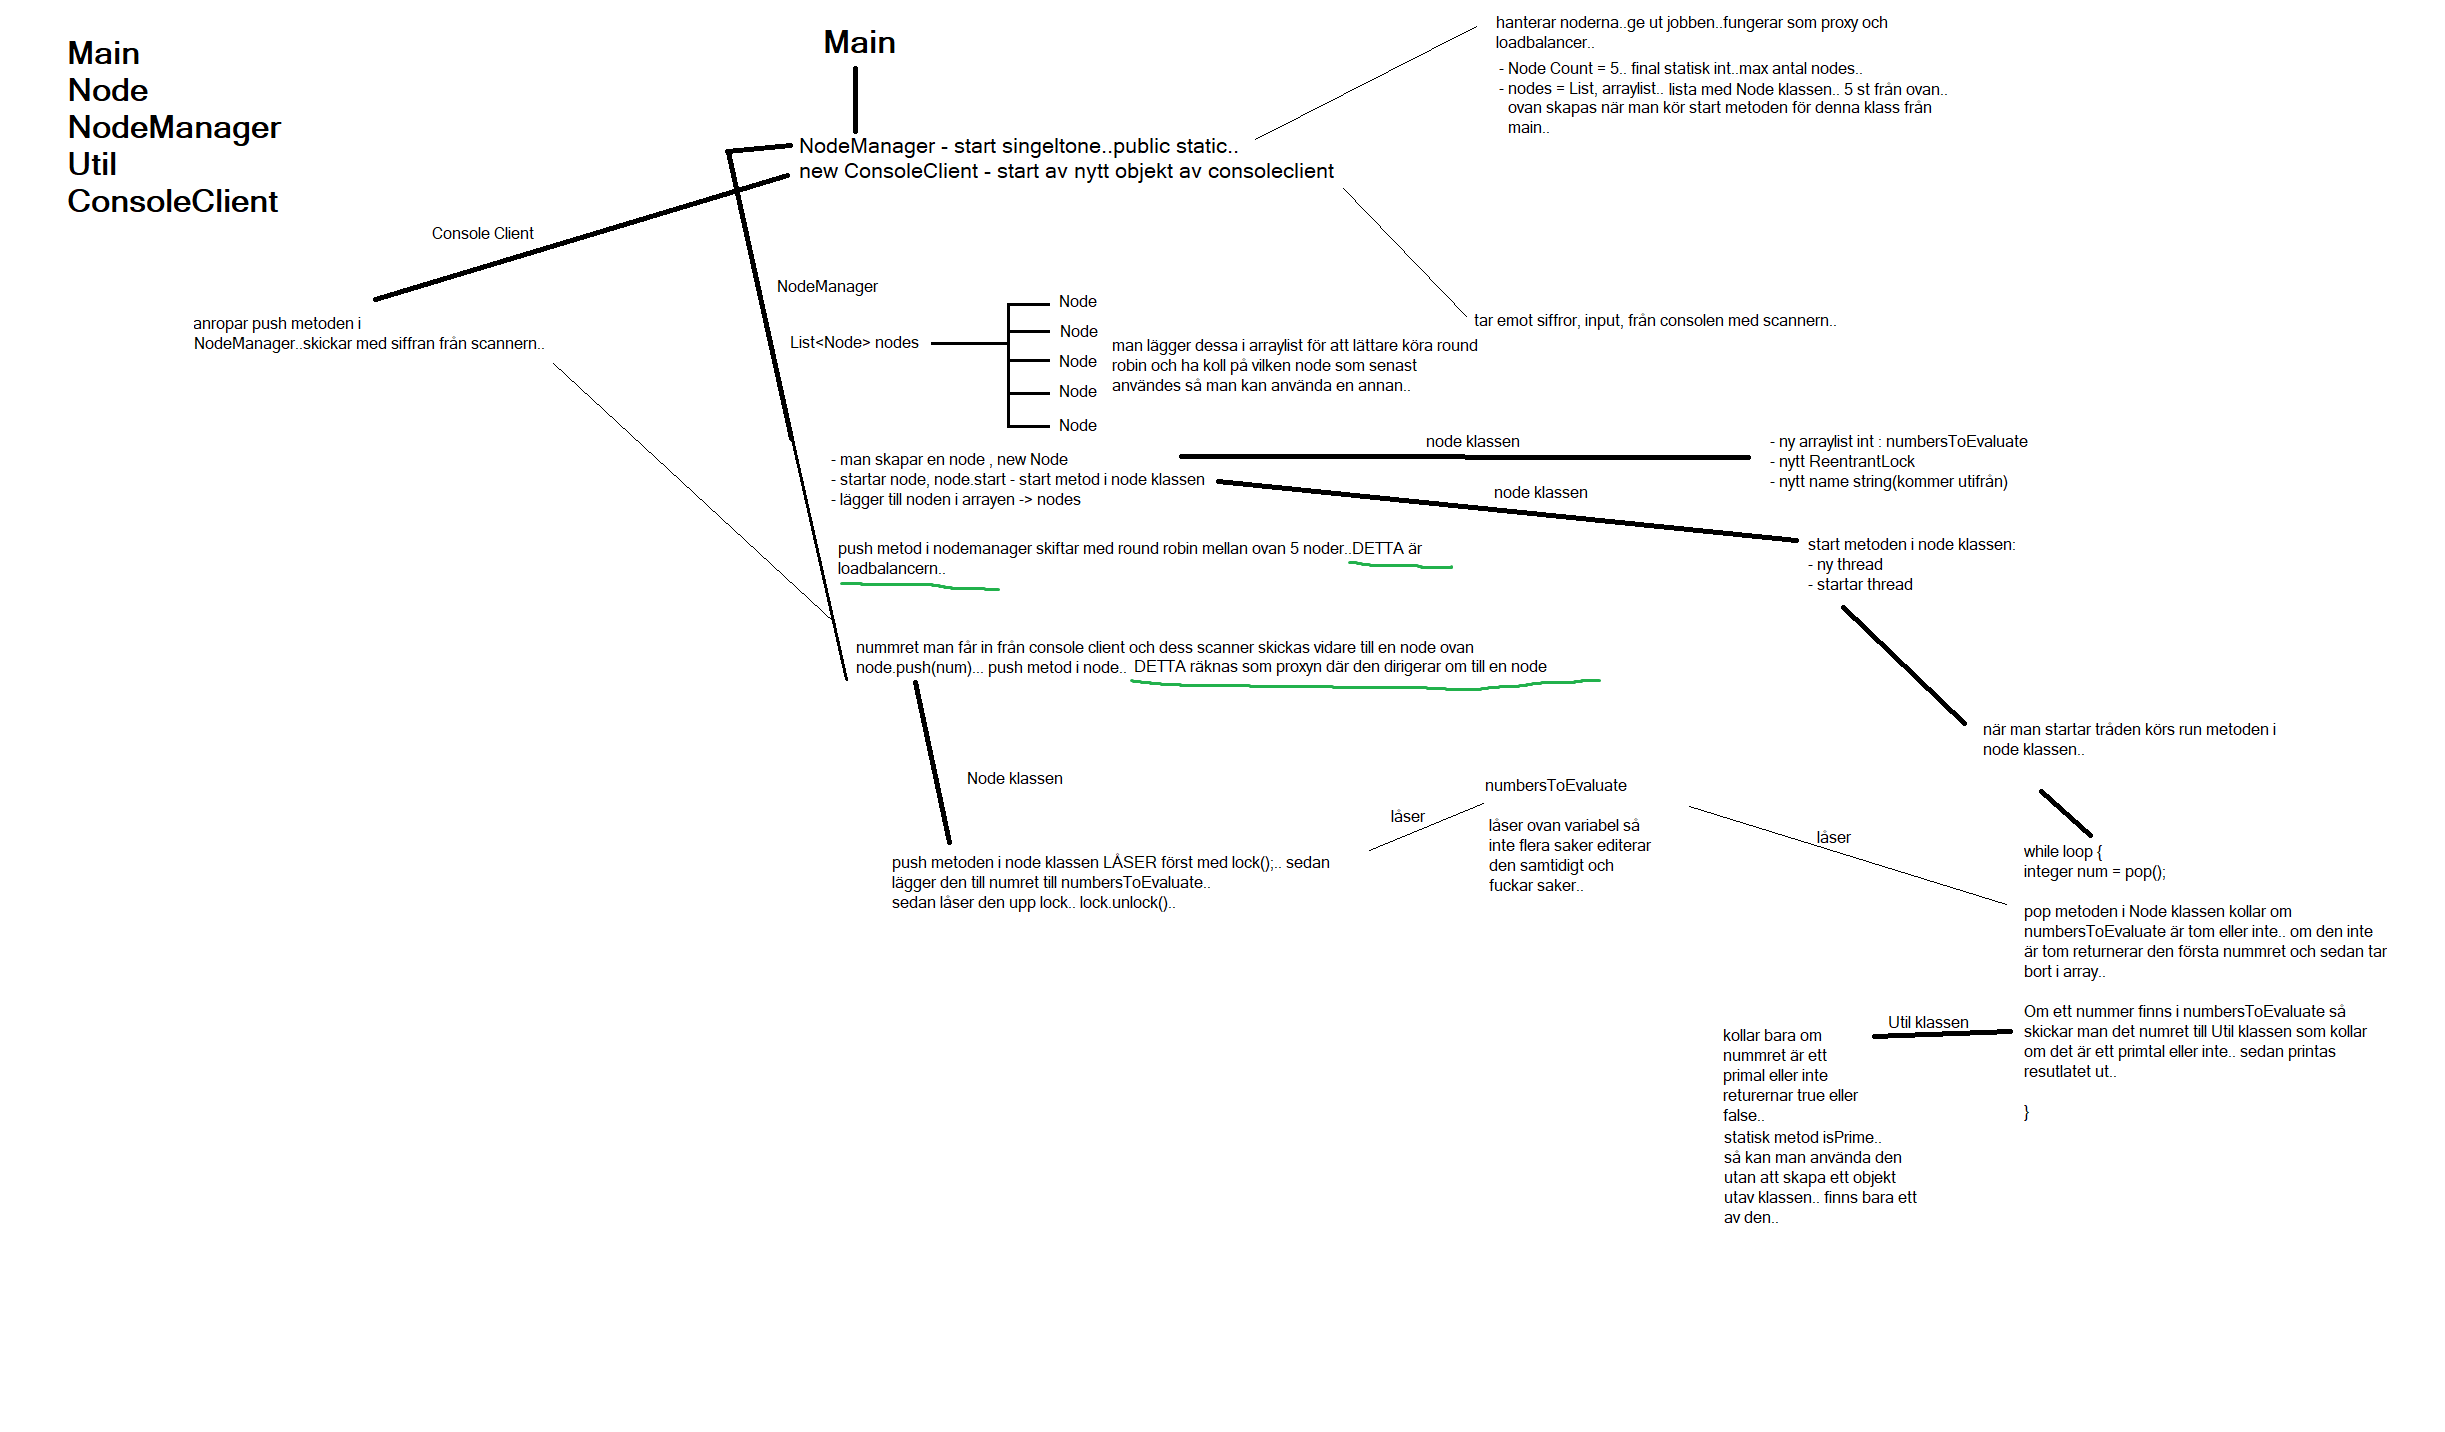 Main
Node
NodeManager
Util
ConsoleClient
Main
hanterar noderna..ge ut jobben..fungerar som proxy och
loadbalancer..
- Node Count = 5.. final statisk int..max antal nodes..
- nodes = List, arraylist.. lista med Node klassen.. 5 st från ovan..
ovan skapas när man kör start metoden för denna klass från
main..
NodeManager - start singeltone..public static..
new ConsoleClient - start av nytt objekt av consoleclient
Console Client
anropar push metoden i
NodeManager..skickar med siffran från scannern..
tar emot siffror, input, från consolen med scannern..
NodeManager
List<Node> nodes
Node
Node
Node
Node
Node
man lägger dessa i arraylist för att lättare köra round
robin och ha koll på vilken node som senast
användes så man kan använda en annan..
- man skapar en node , new Node
- startar node, node.start - start metod i node klassen
- lägger till noden i arrayen -> nodes
node klassen
- ny arraylist int : numbersToEvaluate
- nytt ReentrantLock
- nytt name string(kommer utifrån)
node klassen
start metoden i node klassen:
- ny thread
- startar thread
push metod i nodemanager skiftar med round robin mellan ovan 5 noder..DETTA är
loadbalancern..
nummret man får in från console client och dess scanner skickas vidare till en node ovan
node.push(num)... push metod i node.. DETTA räknas som proxyn där den dirigerar om till en node
när man startar tråden körs run metoden i
node klassen..
Node klassen
push metoden i node klassen LÅSER först med lock();.. sedan
lägger den till numret till numbersToEvaluate..
sedan låser den upp lock.. lock.unlock()..
låser
numbersToEvaluate
låser ovan variabel så
inte flera saker editerar
den samtidigt och
fuckar saker..
låser
while loop {
integer num = pop();
pop metoden i Node klassen kollar om
numbersToEvaluate är tom eller inte.. om den inte
är tom returnerar den första nummret och sedan tar
bort i array..
Om ett nummer finns i numbersToEvaluate så
skickar man det numret till Util klassen som kollar
om det är ett primtal eller inte.. sedan printas
resutlatet ut..
}
Util klassen
kollar bara om
nummret är ett
primal eller inte
returernar true eller
false..
statisk metod isPrime..
så kan man använda den
utan att skapa ett objekt
utav klassen.. finns bara ett
av den..